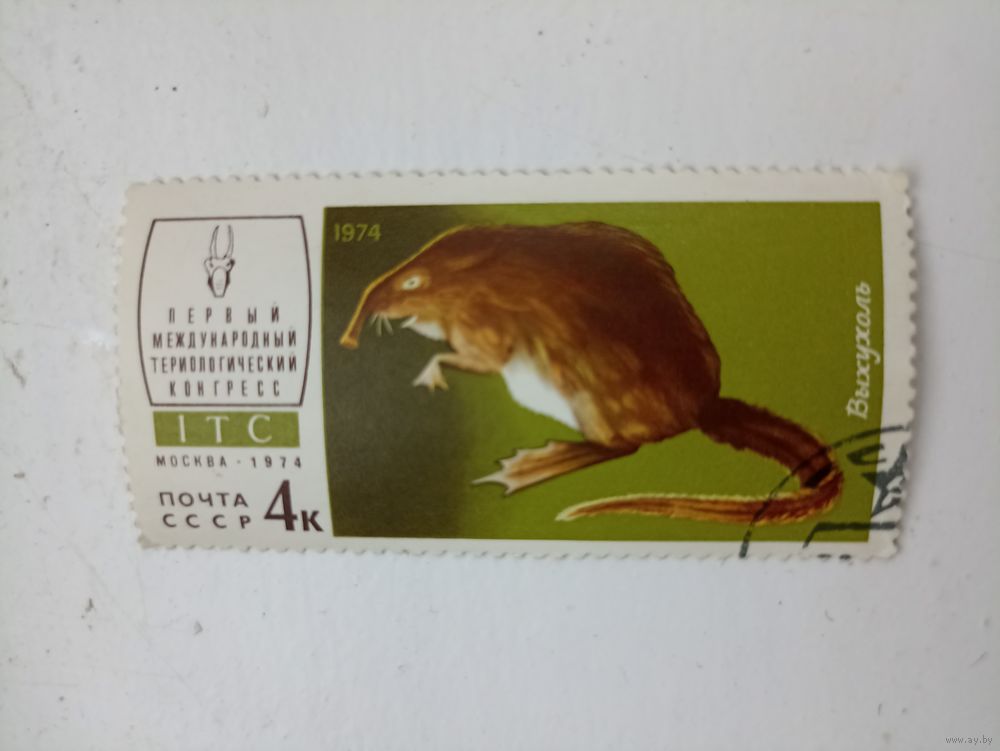 ПЕРВЫЙ
МЕЖДУНАРОДНЫЙ
ТЕРИОЛОГИЧЕСКИЙ
КОНГРЕСС
ITC
МОСКВА · 1974
ПОЧТА
СССР 4к
1974
Выхухоль
www.ay.by